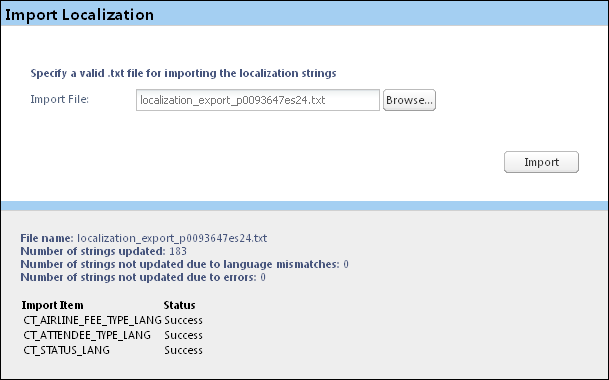 Import Localization
Specify a valid .txt file for importing the localization strings
Import File: localization_export_p0093647es24.txt Browse...
Import
File name: localization_export_p0093647es24.txt
Number of strings updated: 183
Number of strings not updated due to language mismatches: 0
Number of strings not updated due to errors: 0
Import Item Status
CT_AIRLINE_FEE_TYPE_LANG Success
CT_ATTENDEE_TYPE_LANG Success
CT_STATUS_LANG Success